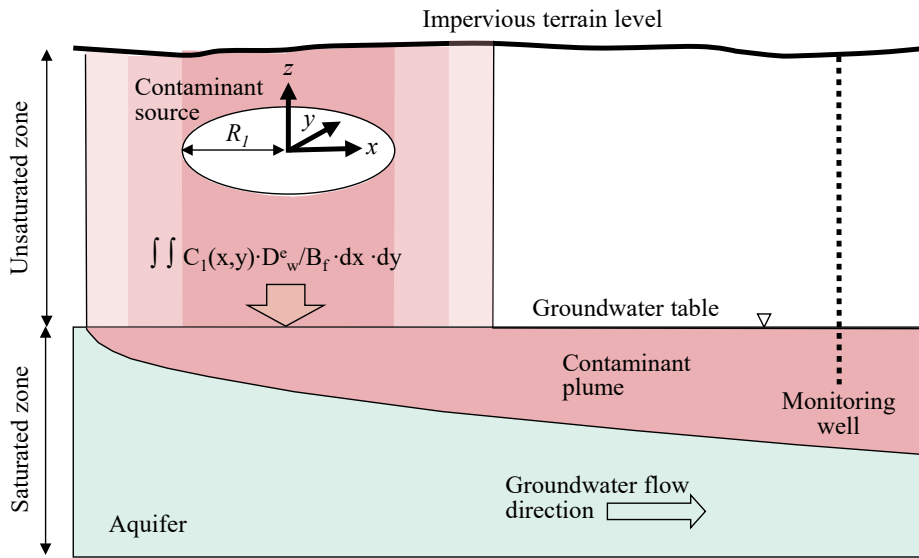 Impervious terrain level
Unsaturated zone
Contaminant
source
z
y
x
R₁
∫∫ C₁(x,y)·Dᵉw/Bf ·dx ·dy
Groundwater table
Saturated zone
Contaminant
plume
Monitoring
well
Groundwater flow
direction
Aquifer